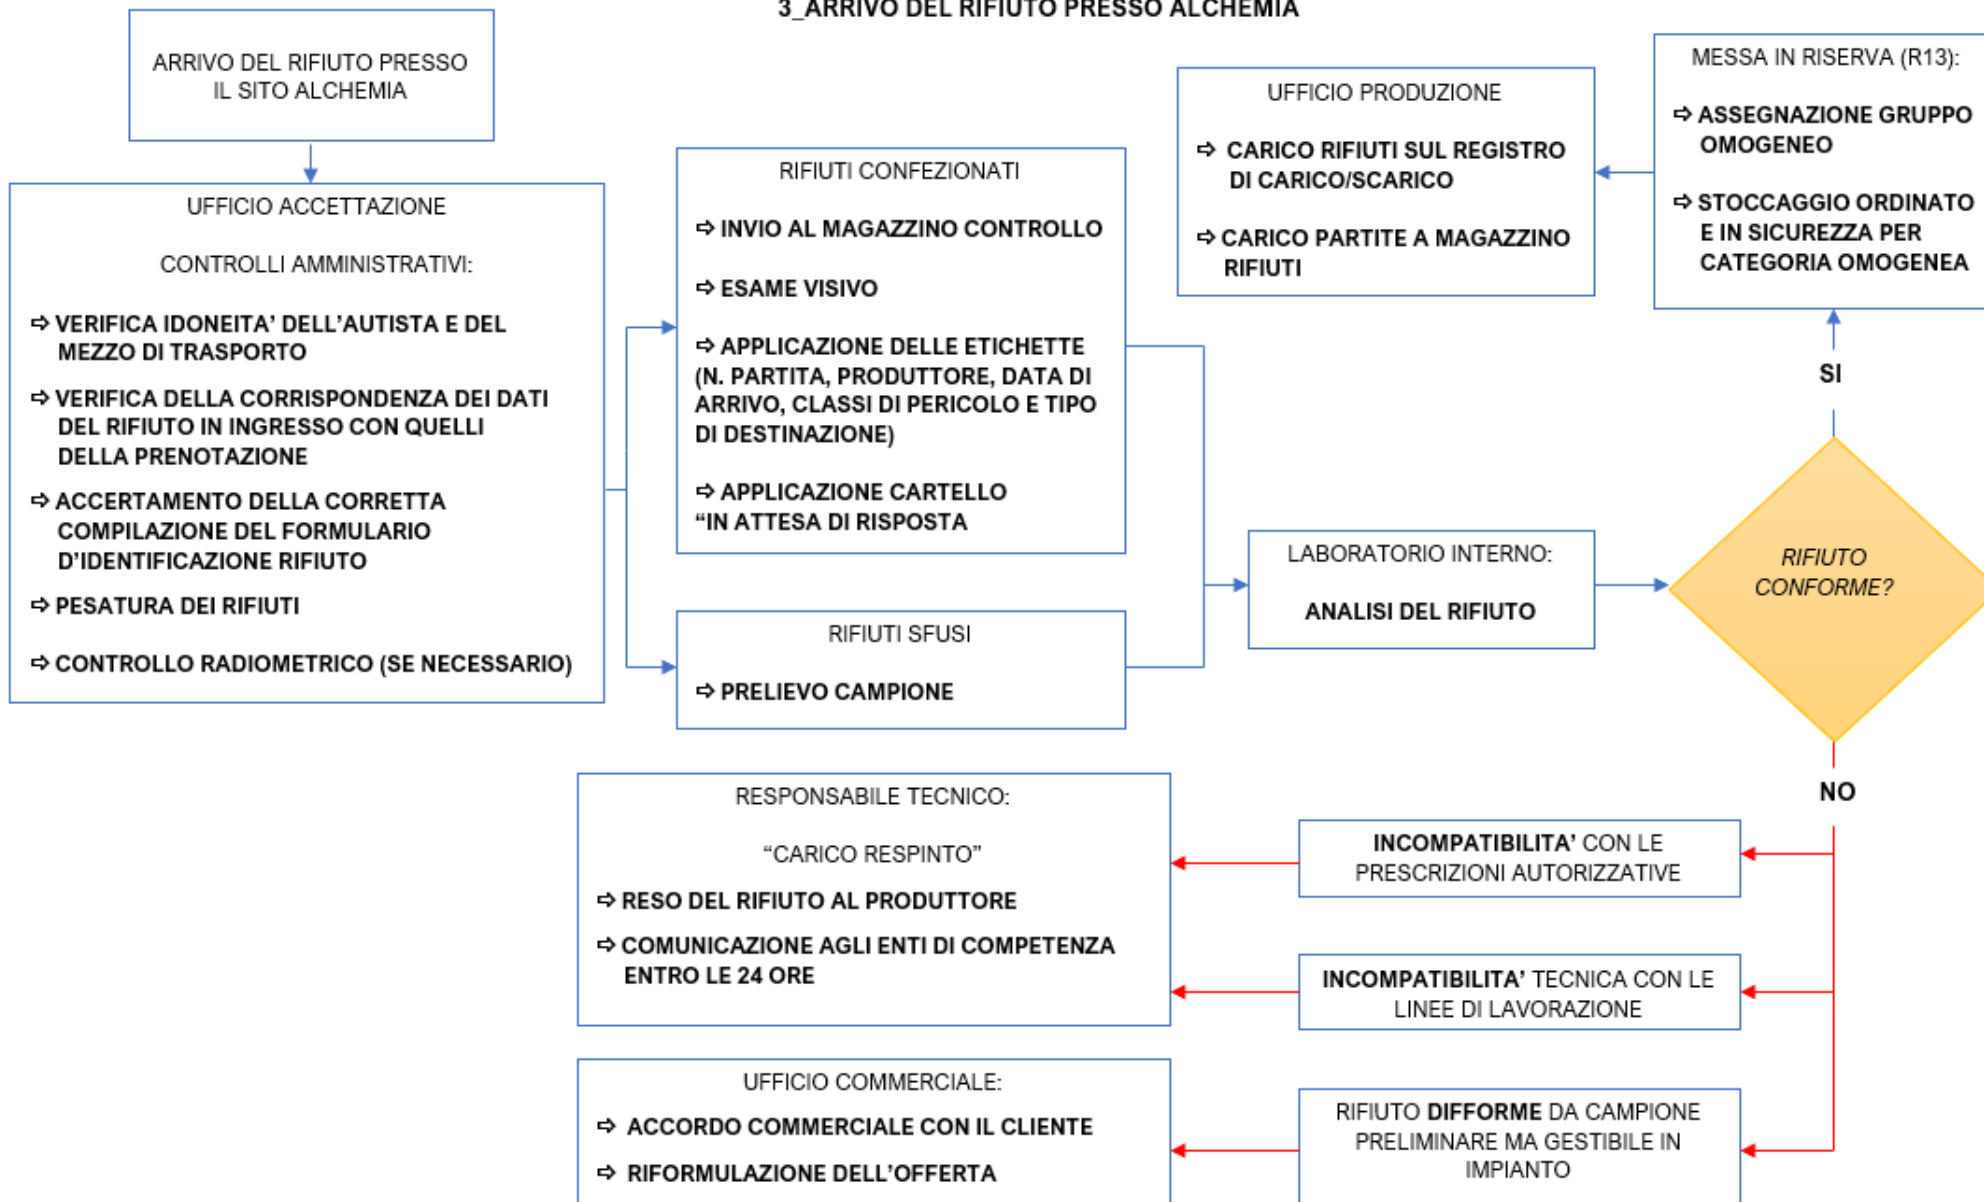 3_ARRIVO DEL RIFIUTO PRESSO ALCHEMIA
ARRIVO DEL RIFIUTO PRESSO
IL SITO ALCHEMIA
UFFICIO ACCETTAZIONE
CONTROLLI AMMINISTRATIVI:
⇨ VERIFICA IDONEITA’ DELL’AUTISTA E DEL
MEZZO DI TRASPORTO
⇨ VERIFICA DELLA CORRISPONDENZA DEI DATI
DEL RIFIUTO IN INGRESSO CON QUELLI
DELLA PRENOTAZIONE
⇨ ACCERTAMENTO DELLA CORRETTA
COMPILAZIONE DEL FORMULARIO
D’IDENTIFICAZIONE RIFIUTO
⇨ PESATURA DEI RIFIUTI
⇨ CONTROLLO RADIOMETRICO (SE NECESSARIO)
RIFIUTI CONFEZIONATI
⇨ INVIO AL MAGAZZINO CONTROLLO
⇨ ESAME VISIVO
⇨ APPLICAZIONE DELLE ETICHETTE
(N. PARTITA, PRODUTTORE, DATA DI
ARRIVO, CLASSI DI PERICOLO E TIPO
DI DESTINAZIONE)
⇨ APPLICAZIONE CARTELLO
“IN ATTESA DI RISPOSTA
RIFIUTI SFUSI
⇨ PRELIEVO CAMPIONE
LABORATORIO INTERNO:
ANALISI DEL RIFIUTO
RIFIUTO
CONFORME?
SI
MESSA IN RISERVA (R13):
⇨ ASSEGNAZIONE GRUPPO
OMOGENEO
⇨ STOCCAGGIO ORDINATO
E IN SICUREZZA PER
CATEGORIA OMOGENEA
UFFICIO PRODUZIONE
⇨ CARICO RIFIUTI SUL REGISTRO
DI CARICO/SCARICO
⇨ CARICO PARTITE A MAGAZZINO
RIFIUTI
NO
INCOMPATIBILITA’ CON LE
PRESCRIZIONI AUTORIZZATIVE
INCOMPATIBILITA’ TECNICA CON LE
LINEE DI LAVORAZIONE
RIFIUTO DIFFORME DA CAMPIONE
PRELIMINARE MA GESTIBILE IN
IMPIANTO
RESPONSABILE TECNICO:
“CARICO RESPINTO”
⇨ RESO DEL RIFIUTO AL PRODUTTORE
⇨ COMUNICAZIONE AGLI ENTI DI COMPETENZA
ENTRO LE 24 ORE
UFFICIO COMMERCIALE:
⇨ ACCORDO COMMERCIALE CON IL CLIENTE
⇨ RIFORMULAZIONE DELL’OFFERTA